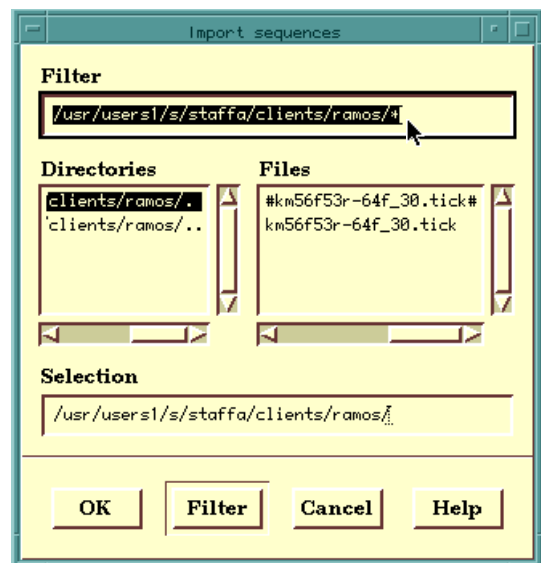 Import sequences
Filter
/usr/users1/s/staffa/clients/ramos/*
Directories
Files
clients/ramos/.
clients/ramos/..
#km56f53r-64f_30.tick#
km56f53r-64f_30.tick
Selection
/usr/users1/s/staffa/clients/ramos/
OK
Filter
Cancel
Help